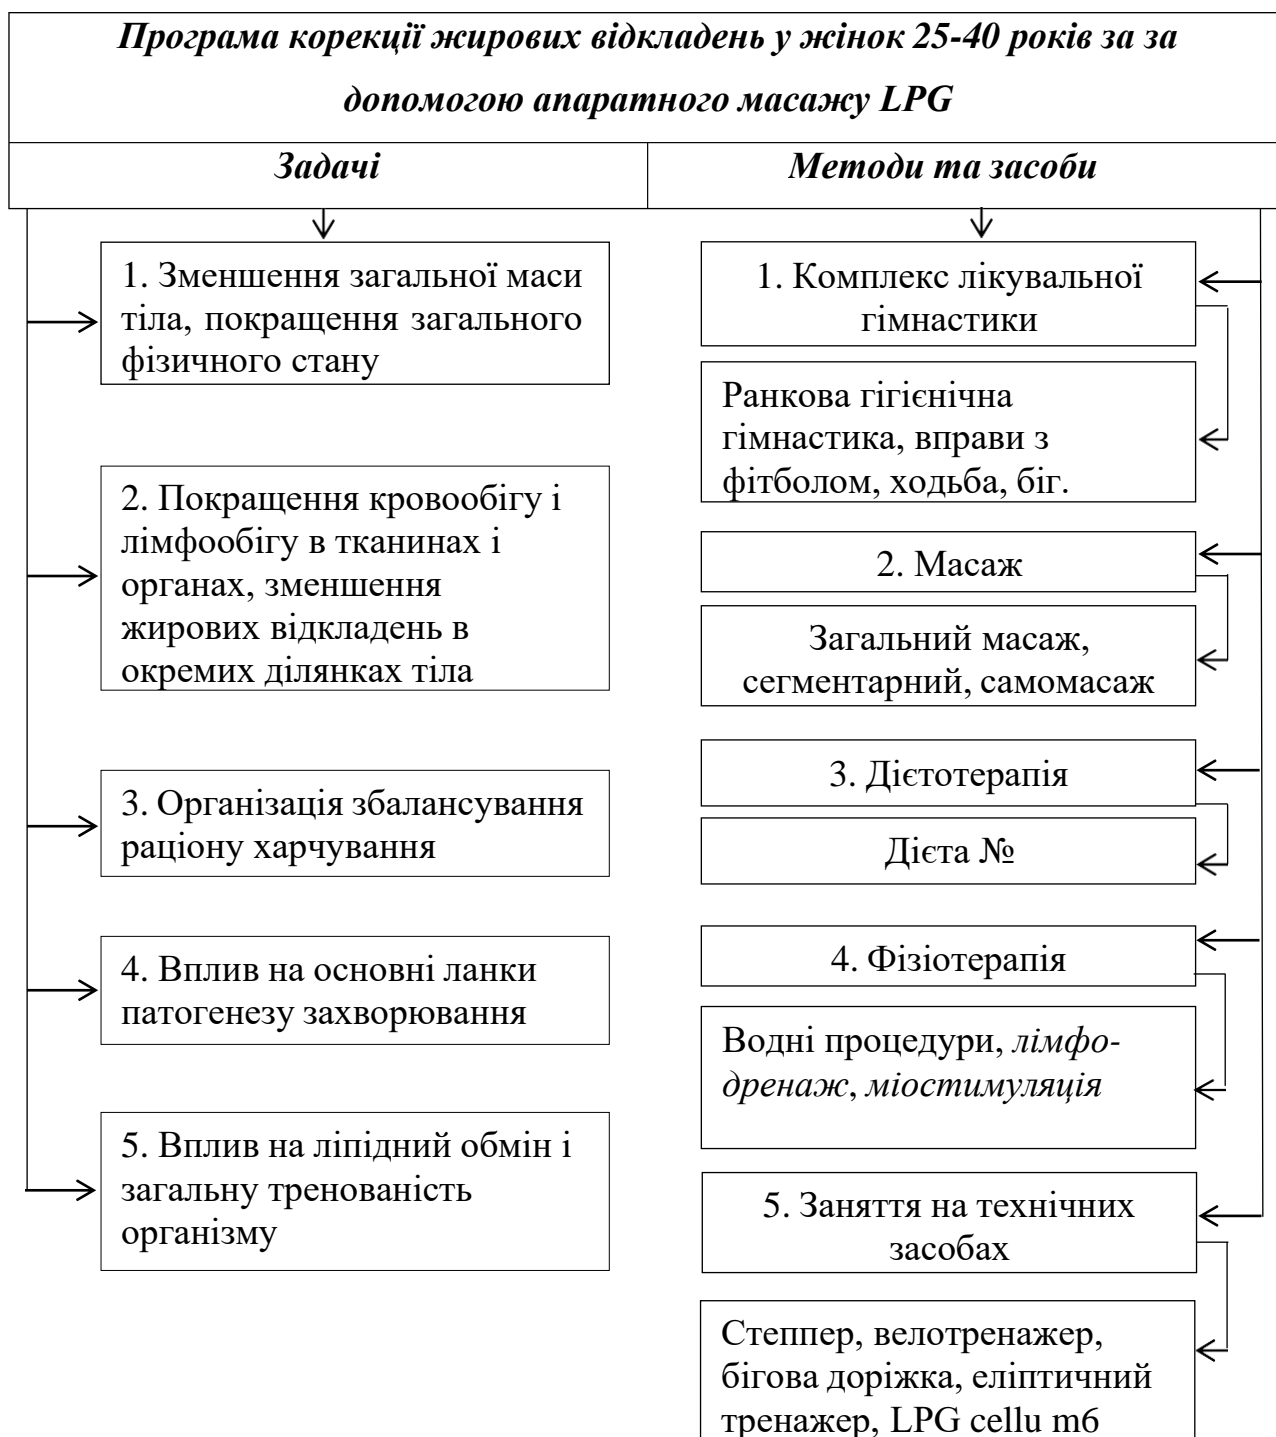 Програма корекції жирових відкладень у жінок 25-40 років за за
допомогою апаратного масажу LPG
Задачі
1. Зменшення загальної маси
тіла, покращення загального
фізичного стану
2. Покращення кровообігу і
лімфообігу в тканинах і
органах, зменшення
жирових відкладень в
окремих ділянках тіла
3. Організація збалансування
раціону харчування
4. Вплив на основні ланки
патогенезу захворювання
5. Вплив на ліпідний обмін і
загальну тренованість
організму
Методи та засоби
1. Комплекс лікувальної
гімнастики
Ранкова гігієнічна
гімнастика, вправи з
фітболом, ходьба, біг.
2. Масаж
Загальний масаж,
сегментарний, самомасаж
3. Дієтотерапія
Дієта №
4. Фізіотерапія
Водні процедури, лімфо-
дренаж, міостимуляція
5. Заняття на технічних
засобах
Степпер, велотренажер,
бігова доріжка, еліптичний
тренажер, LPG cellu m6